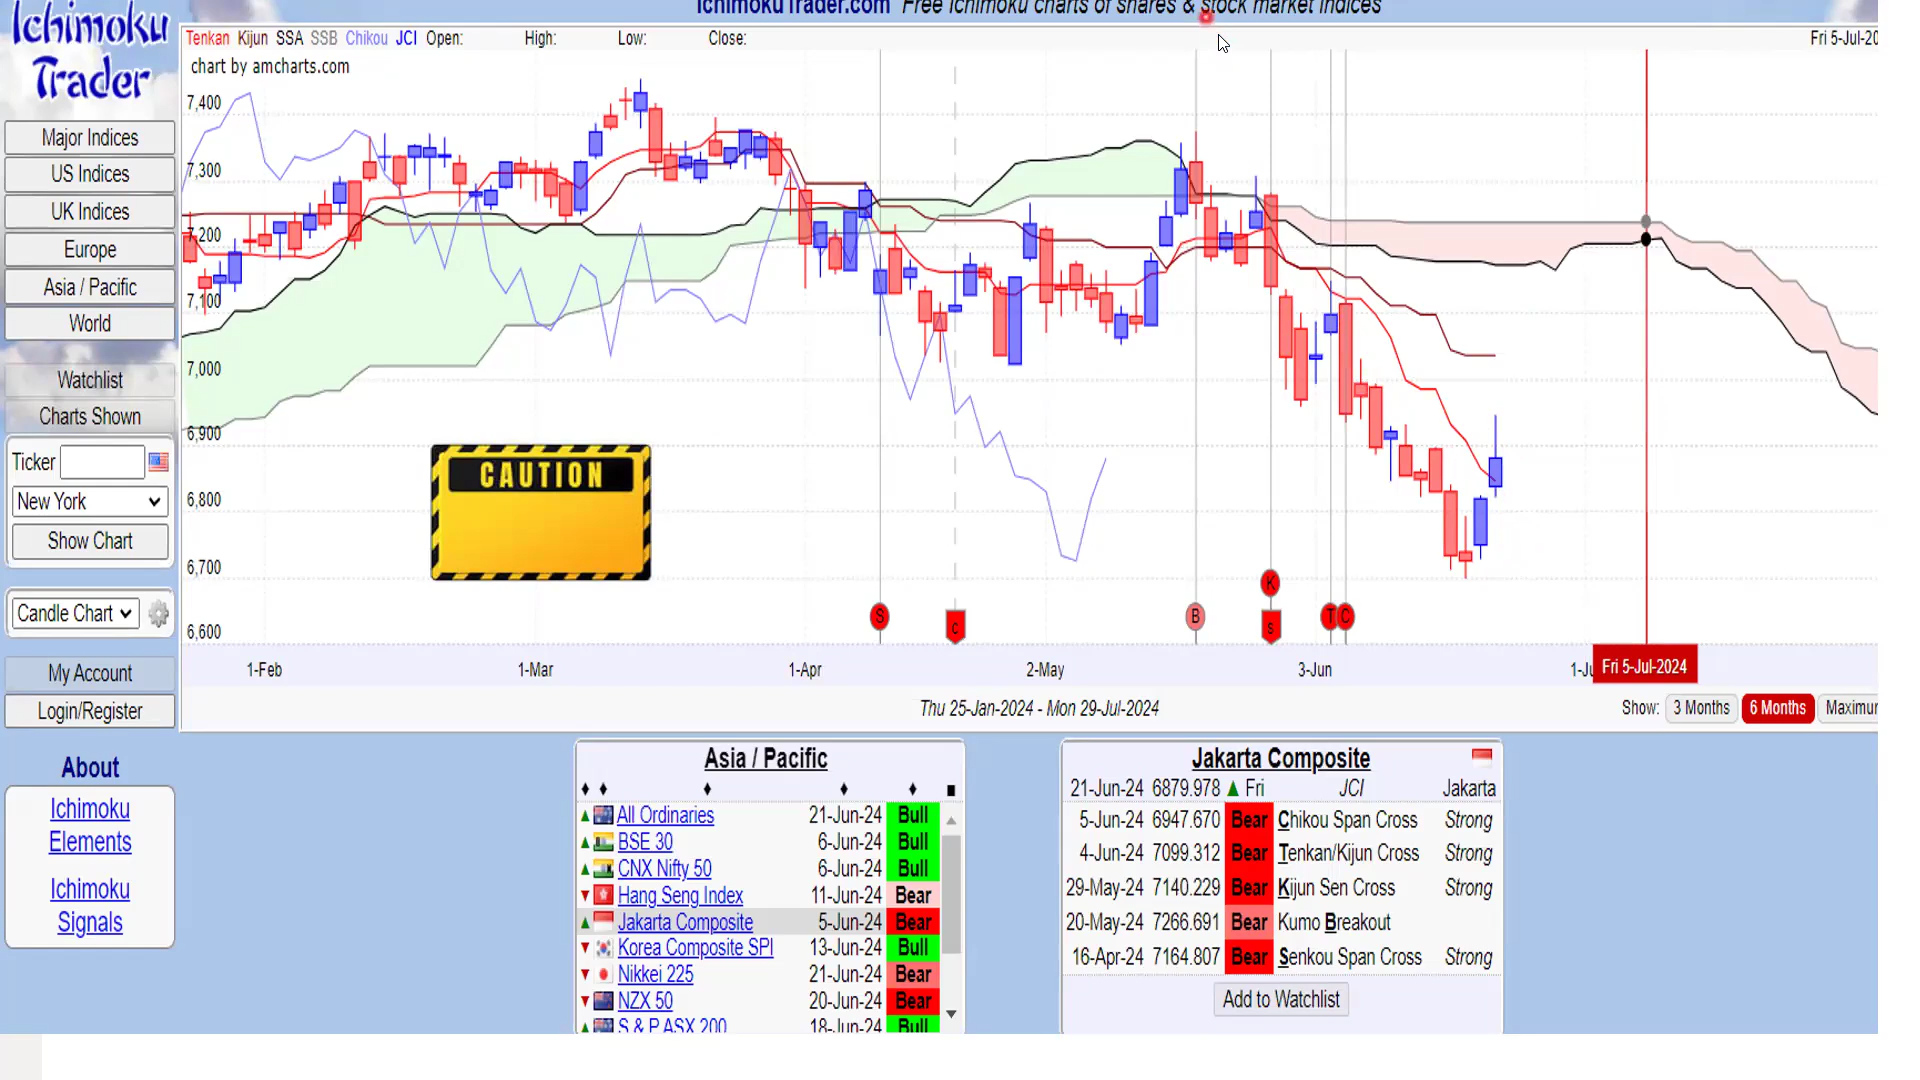 IchimokuTrader.com Free Ichimoku charts of shares & stock market indices
Ichimoku
Trader
Tenkan Kijun SSA SSB Chikou JCI Open: High: Low: Close: Fri 5-Jul-20
chart by amcharts.com
7,400
7,300
7,200
7,100
7,000
6,900
6,800
6,700
6,600
CAUTION
S c B K s T C
1-Feb 1-Mar 1-Apr 2-May 3-Jun 1-Ju Fri 5-Jul-2024
Thu 25-Jan-2024 - Mon 29-Jul-2024
Show: 3 Months 6 Months Maximum
Major Indices
US Indices
UK Indices
Europe
Asia / Pacific
World
Watchlist
Charts Shown
Ticker
New York
Show Chart
Candle Chart
My Account
Login/Register
About
Ichimoku
Elements
Ichimoku
Signals
Asia / Pacific
All Ordinaries 21-Jun-24 Bull
BSE 30 6-Jun-24 Bull
CNX Nifty 50 6-Jun-24 Bull
Hang Seng Index 11-Jun-24 Bear
Jakarta Composite 5-Jun-24 Bear
Korea Composite SPI 13-Jun-24 Bull
Nikkei 225 21-Jun-24 Bear
NZX 50 20-Jun-24 Bear
S & P ASX 200 18-Jun-24 Bull
Jakarta Composite
21-Jun-24 6879.978 ▲ Fri JCI Jakarta
5-Jun-24 6947.670 Bear Chikou Span Cross Strong
4-Jun-24 7099.312 Bear Tenkan/Kijun Cross Strong
29-May-24 7140.229 Bear Kijun Sen Cross Strong
20-May-24 7266.691 Bear Kumo Breakout
16-Apr-24 7164.807 Bear Senkou Span Cross Strong
Add to Watchlist